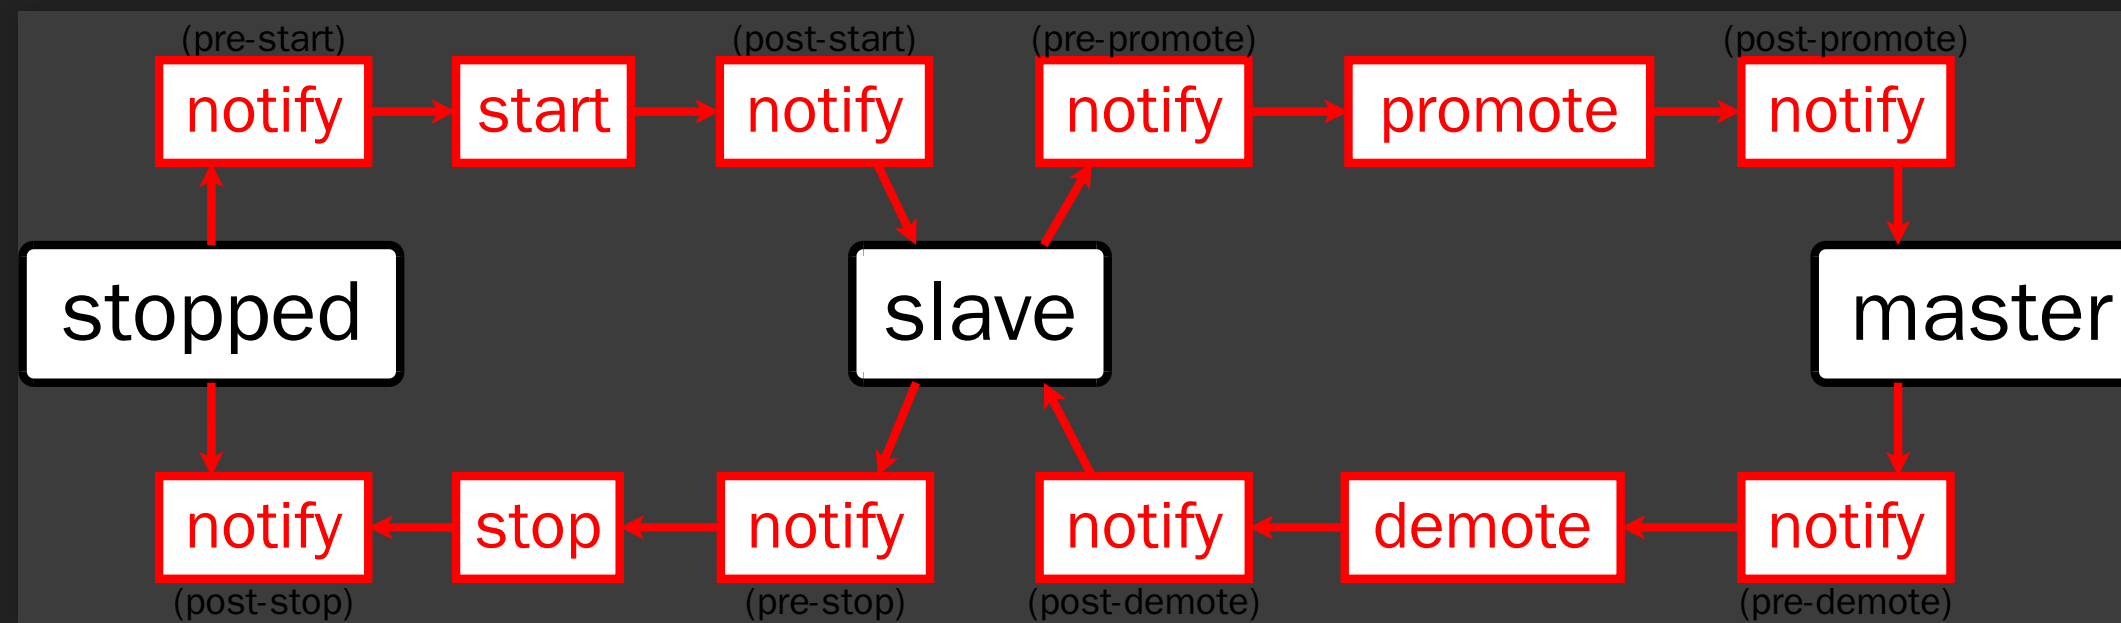 (pre-start) (post-start) (pre-promote) (post-promote)
notify start notify notify promote notify
stopped slave master
notify stop notify notify demote notify
(post-stop) (pre-stop) (post-demote) (pre-demote)